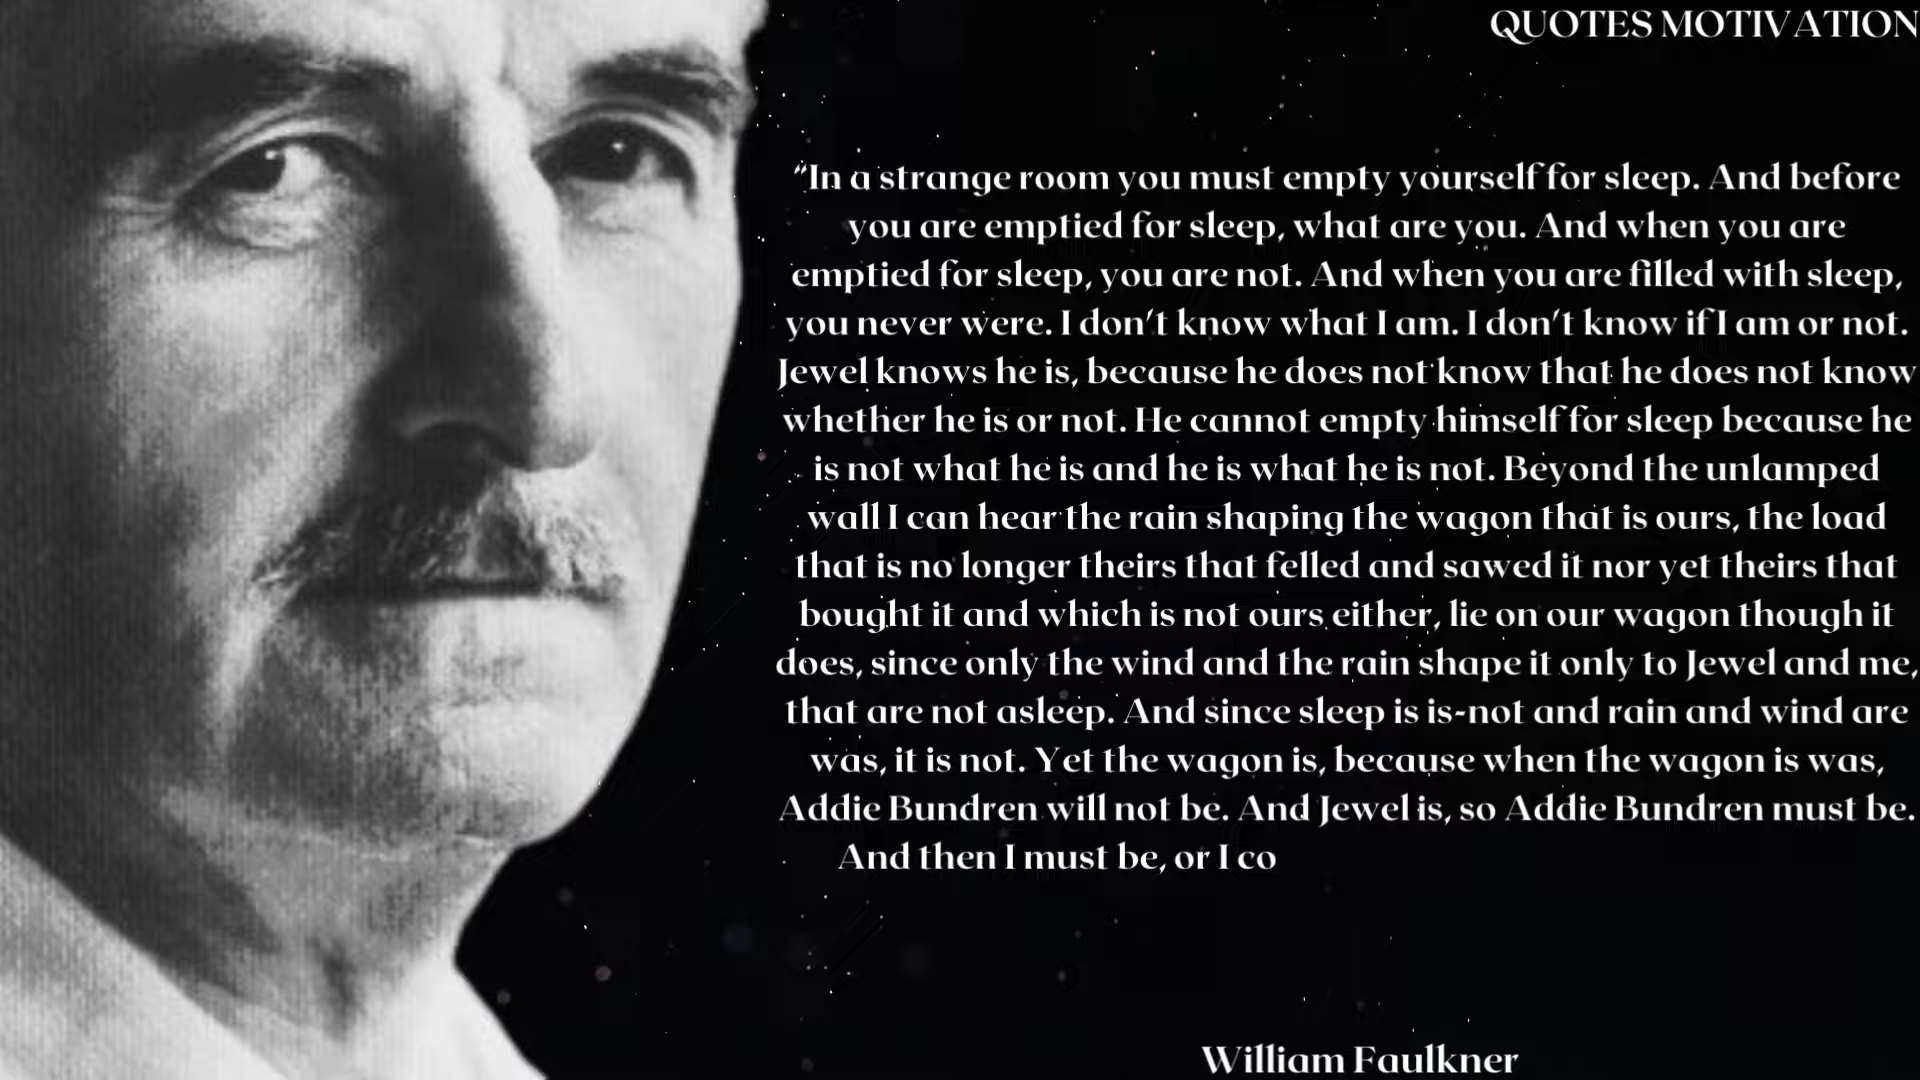 QUOTES MOTIVATION
“In a strange room you must empty yourself for sleep. And before
you are emptied for sleep, what are you. And when you are
emptied for sleep, you are not. And when you are filled with sleep,
you never were. I don’t know what I am. I don’t know if I am or not.
Jewel knows he is, because he does not know that he does not know
whether he is or not. He cannot empty himself for sleep because he
is not what he is and he is what he is not. Beyond the unlamped
wall I can hear the rain shaping the wagon that is ours, the load
that is no longer theirs that felled and sawed it nor yet theirs that
bought it and which is not ours either, lie on our wagon though it
does, since only the wind and the rain shape it only to Jewel and me,
that are not asleep. And since sleep is is-not and rain and wind are
was, it is not. Yet the wagon is, because when the wagon is was,
Addie Bundren will not be. And Jewel is, so Addie Bundren must be.
And then I must be, or I co
William Faulkner